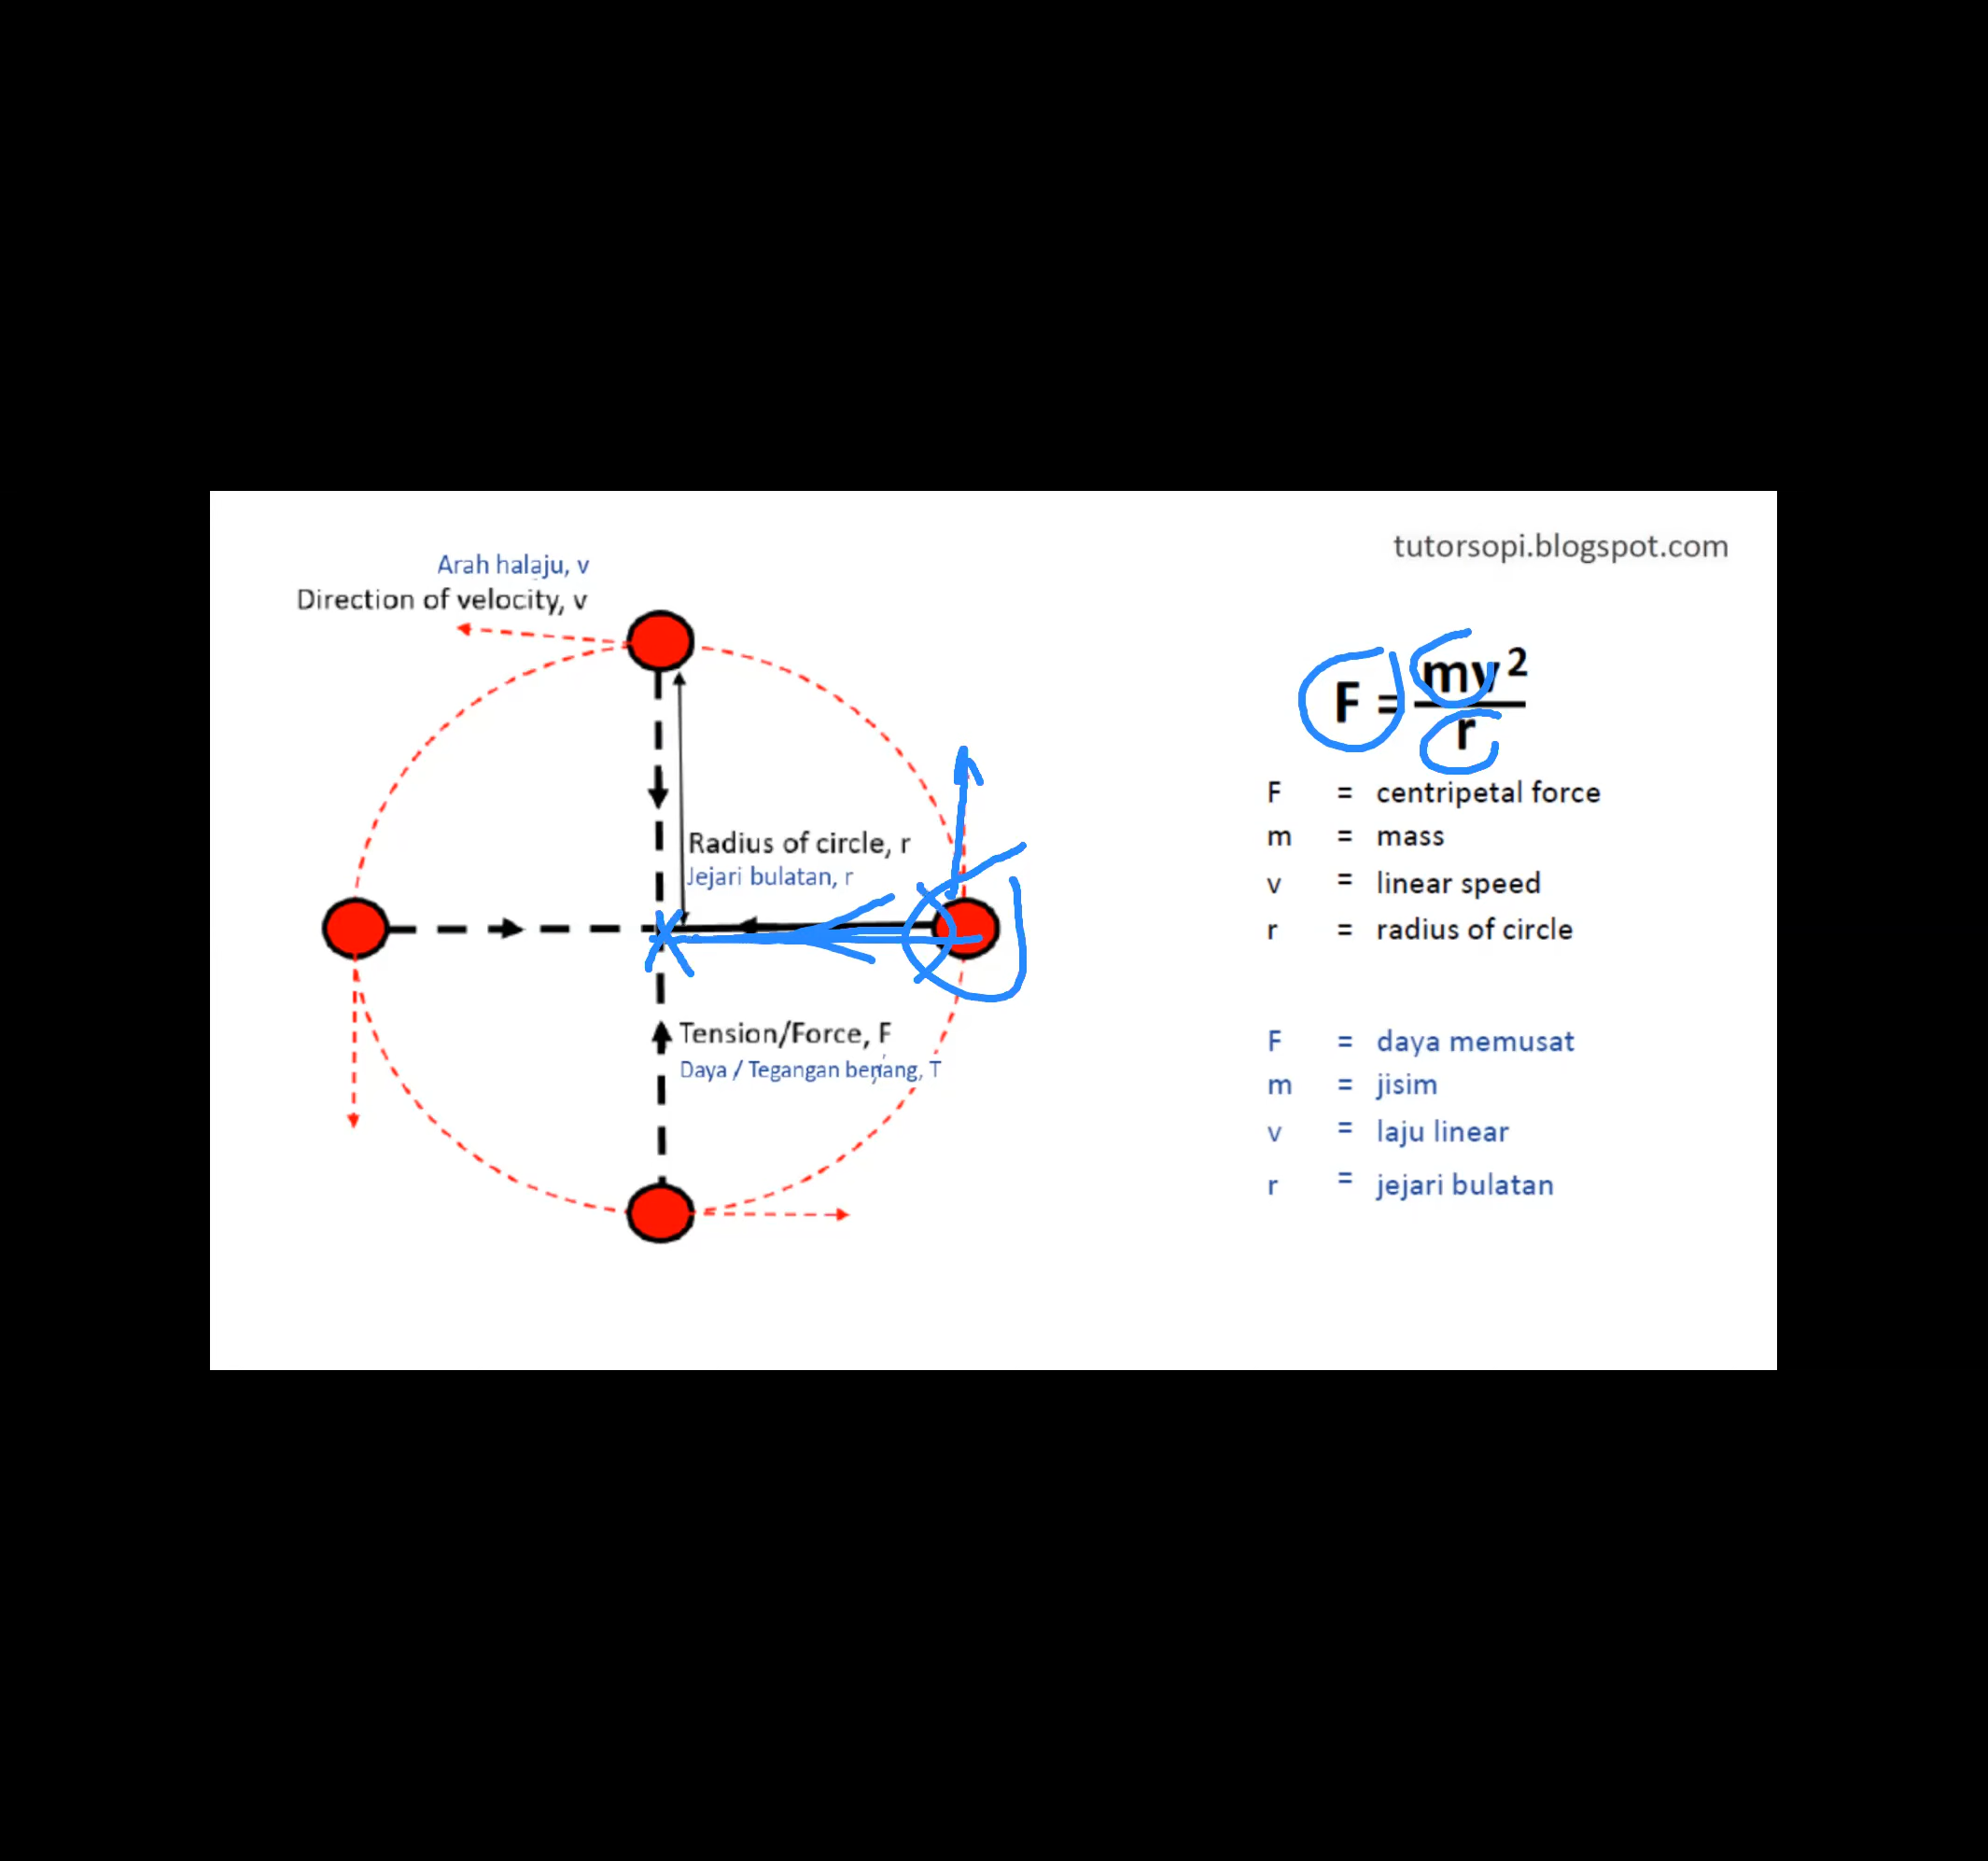 tutorsopi.blogspot.com
Arah halaju, v
Direction of velocity, v
F = mv²
r
Radius of circle, r
Jejari bulatan, r
Tension/Force, F
Daya / Tegangan benang, T
F = centripetal force
m = mass
v = linear speed
r = radius of circle
F = daya memusat
m = jisim
v = laju linear
r = jejari bulatan